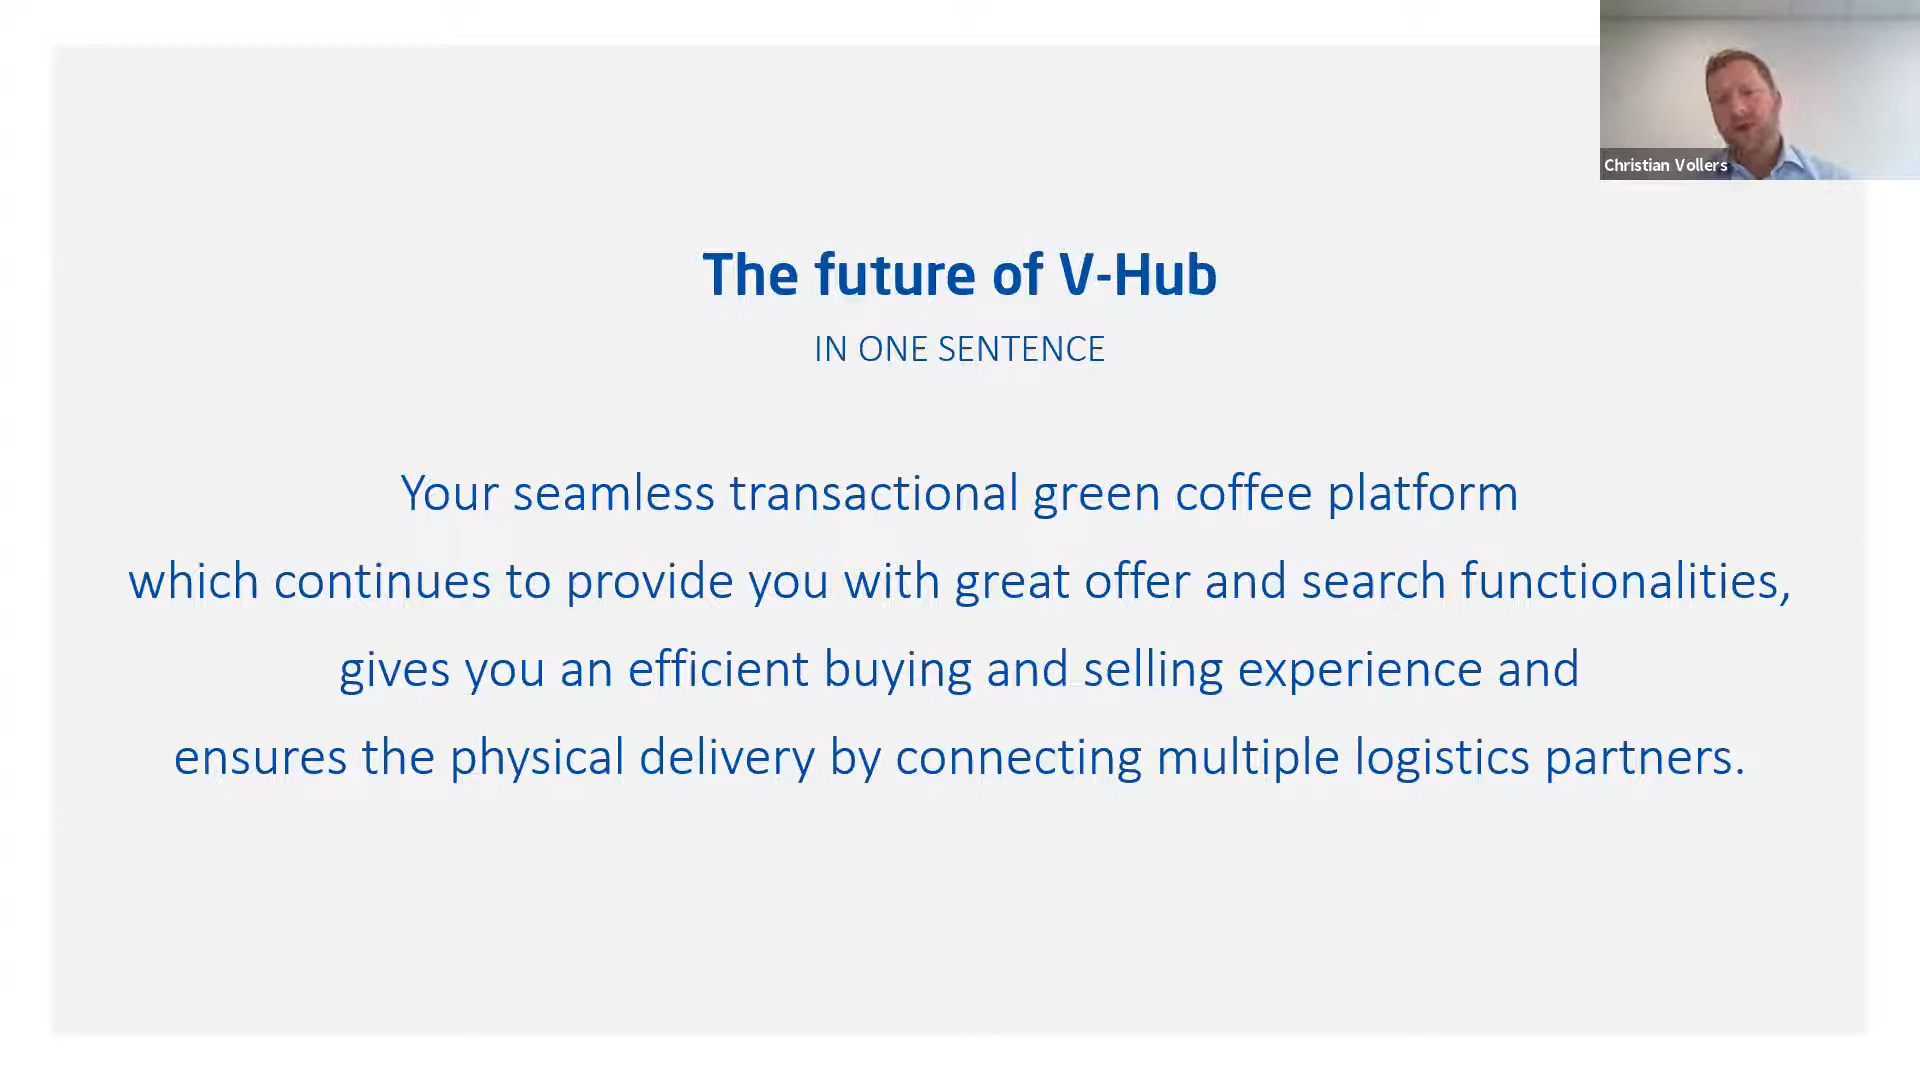 Christian Vollers
The future of V-Hub
IN ONE SENTENCE
Your seamless transactional green coffee platform
which continues to provide you with great offer and search functionalities,
gives you an efficient buying and selling experience and
ensures the physical delivery by connecting multiple logistics partners.